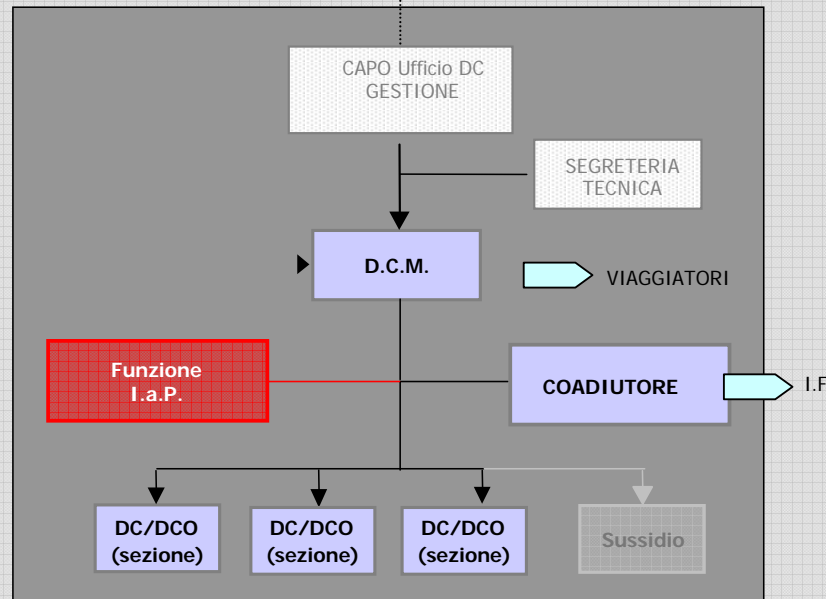 CAPO Ufficio DC
GESTIONE
SEGRETERIA
TECNICA
D.C.M.
VIAGGIATORI
Funzione
I.a.P.
COADIUTORE
I.F
DC/DCO
(sezione)
DC/DCO
(sezione)
DC/DCO
(sezione)
Sussidio